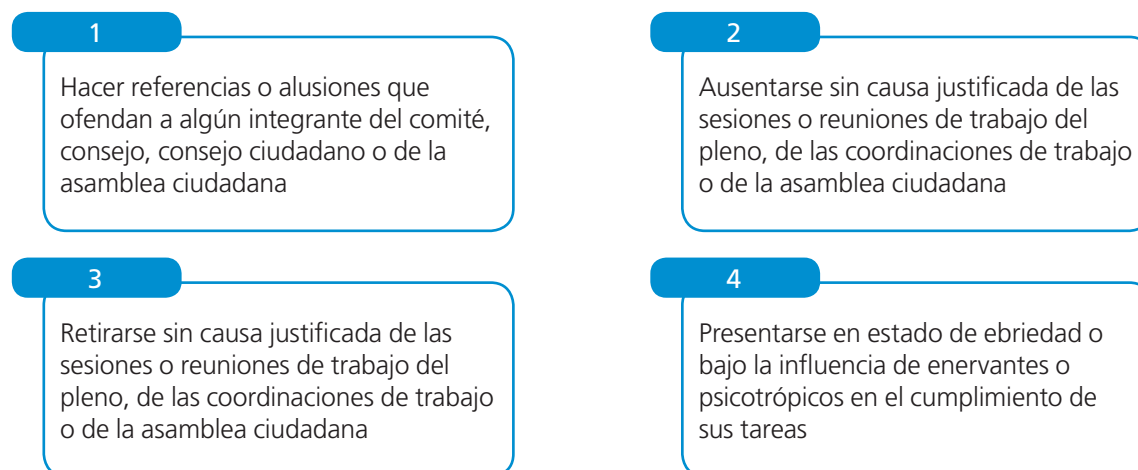 1
Hacer referencias o alusiones que
ofendan a algún integrante del comité,
consejo, consejo ciudadano o de la
asamblea ciudadana
2
Ausentarse sin causa justificada de las
sesiones o reuniones de trabajo del
pleno, de las coordinaciones de trabajo
o de la asamblea ciudadana
3
Retirarse sin causa justificada de las
sesiones o reuniones de trabajo del
pleno, de las coordinaciones de trabajo
o de la asamblea ciudadana
4
Presentarse en estado de ebriedad o
bajo la influencia de enervantes o
psicotrópicos en el cumplimiento de
sus tareas